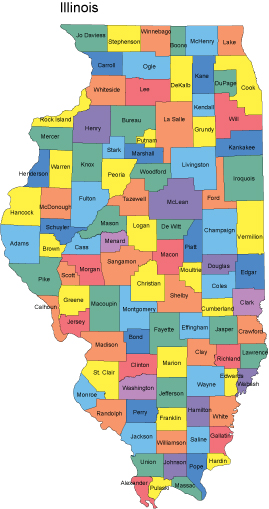 Illinois
Jo Daviess
Stephenson
Winnebago
Boone
McHenry
Lake
Carroll
Ogle
Kane
Cook
DeKalb
DuPage
Whiteside
Lee
Kendall
Rock Island
Henry
Bureau
La Salle
Grundy
Will
Mercer
Putnam
Kankakee
Stark
Marshall
Knox
Livingston
Henderson
Warren
Peoria
Woodford
Iroquois
Fulton
Tazewell
McLean
Ford
Hancock
McDonough
Mason
Logan
De Witt
Champaign
Vermilion
Schuyler
Adams
Brown
Cass
Menard
Piatt
Macon
Douglas
Edgar
Morgan
Sangamon
Moultrie
Pike
Scott
Christian
Coles
Shelby
Clark
Greene
Macoupin
Cumberland
Calhoun
Montgomery
Jersey
Fayette
Effingham
Jasper
Crawford
Madison
Bond
Clay
Richland
Lawrence
Clinton
Marion
St. Clair
Edwards
Wayne
Wabash
Washington
Monroe
Jefferson
Randolph
Perry
Hamilton
White
Franklin
Jackson
Williamson
Saline
Gallatin
Union
Johnson
Pope
Hardin
Alexander
Pulaski
Massac